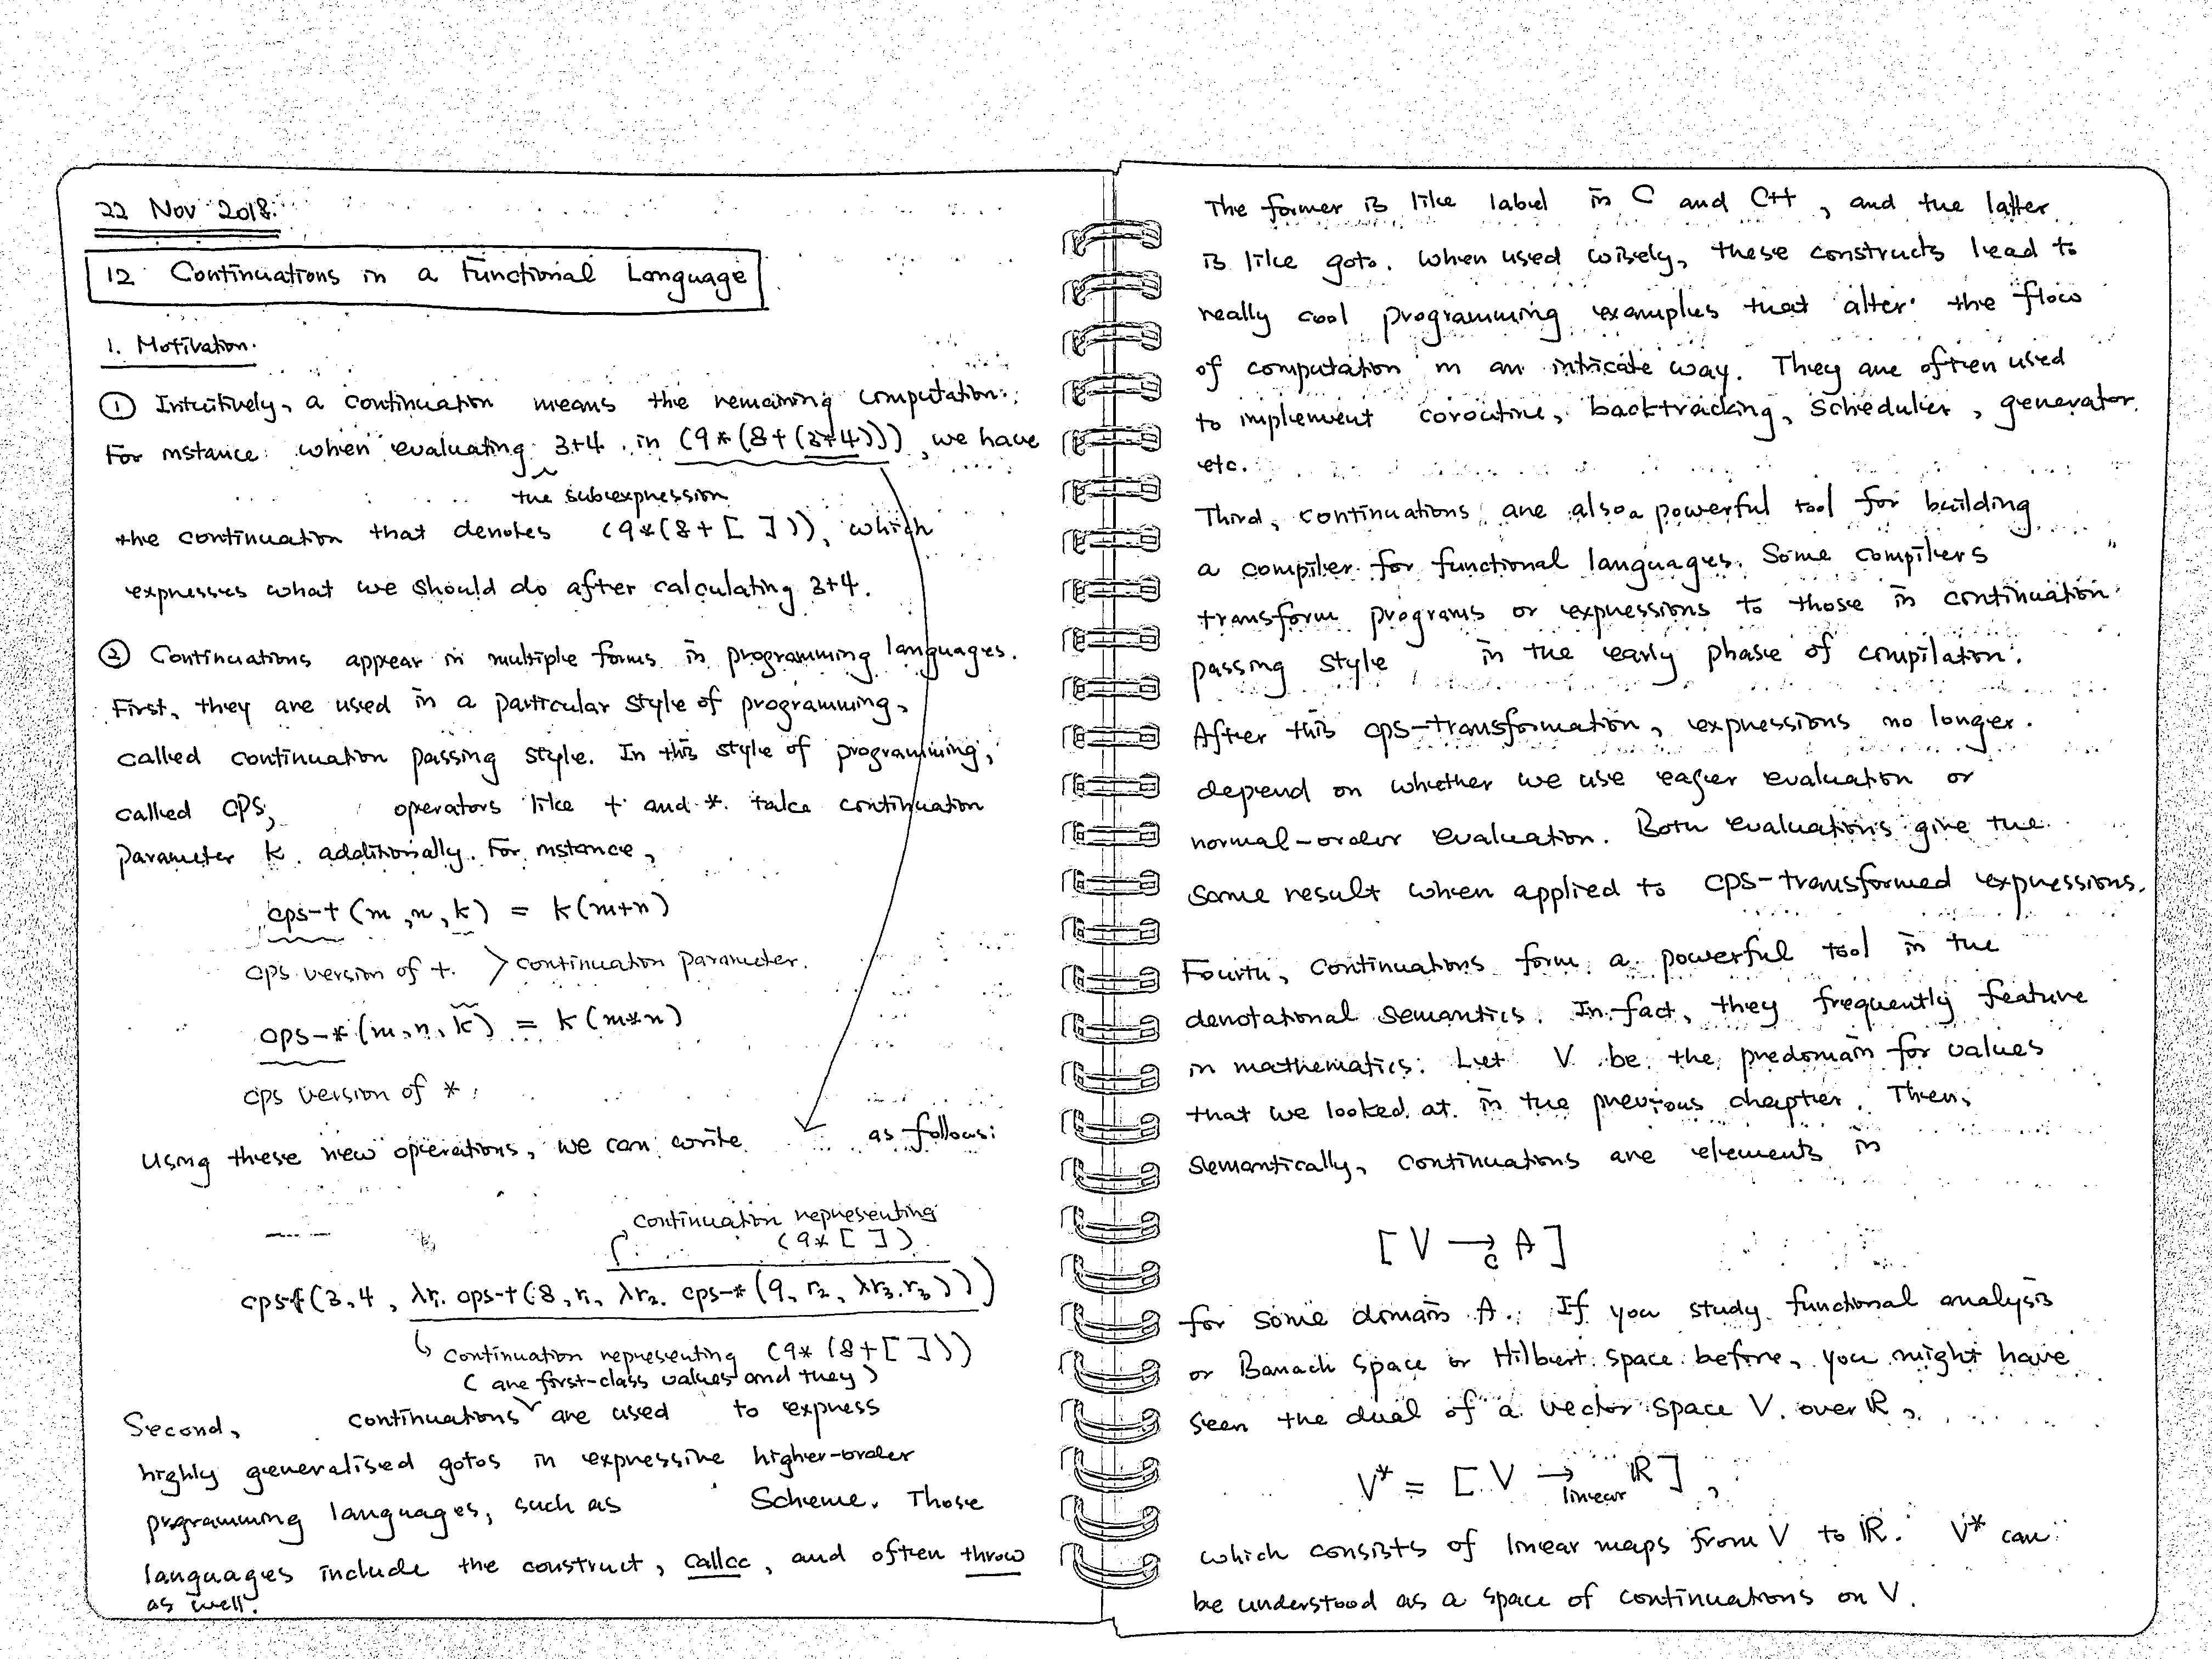 22 Nov 2018.
12. Continuations in a Functional Language
1. Motivation.
① Intuitively, a continuation means the remaining computation.
For instance when evaluating 3+4 in (9*(8+(3+4))), we have
the subexpression
the continuation that denotes (9*(8+[ ])), which
expresses what we should do after calculating 3+4.
② Continuations appear in multiple forms in programming languages.
First, they are used in a particular style of programming,
called continuation passing style. In this style of programming,
called CPS, operators like + and * take continuation
parameter k additionally. For instance,
cps-+(m,n,k) = k(m+n)
cps version of +. continuation parameter.
cps-*(m,n,k) = k(m*n)
cps version of *.
Using these new operations, we can write as follows:
continuation representing
(9*[ ])
cps-+(3,4, λr₁. cps-+(8,r₁, λr₂. cps-*(9,r₂, λr₃.r₃)))
continuation representing (9*(8+[ ]))
(are first-class values and they)
Second, continuations are used to express
highly generalised gotos in expressive higher-order
programming languages, such as Scheme. Those
languages include the construct, callcc, and often throw
as well.
The former is like label in C and C++, and the latter
is like goto. When used wisely, these constructs lead to
really cool programming examples that alter the flow
of computation in an intricate way. They are often used
to implement coroutine, backtracking, scheduler, generator
etc.
Third, continuations are also a powerful tool for building
a compiler for functional languages. Some compilers
transform programs or expressions to those in continuation
passing style in the early phase of compilation.
After this cps-transformation, expressions no longer
depend on whether we use eager evaluation or
normal-order evaluation. Both evaluations give the
same result when applied to cps-transformed expressions.
Fourth, continuations form a powerful tool in the
denotational semantics. In fact, they frequently feature
in mathematics. Let V be the predomain for values
that we looked at in the previous chapter. Then,
semantically, continuations are elements in
[V →c A]
for some domain A. If you study functional analysis
or Banach space or Hilbert space before, you might have
seen the dual of a vector space V over ℝ,
V* = [V →linear ℝ],
which consists of linear maps from V to ℝ. V* can
be understood as a space of continuations on V.